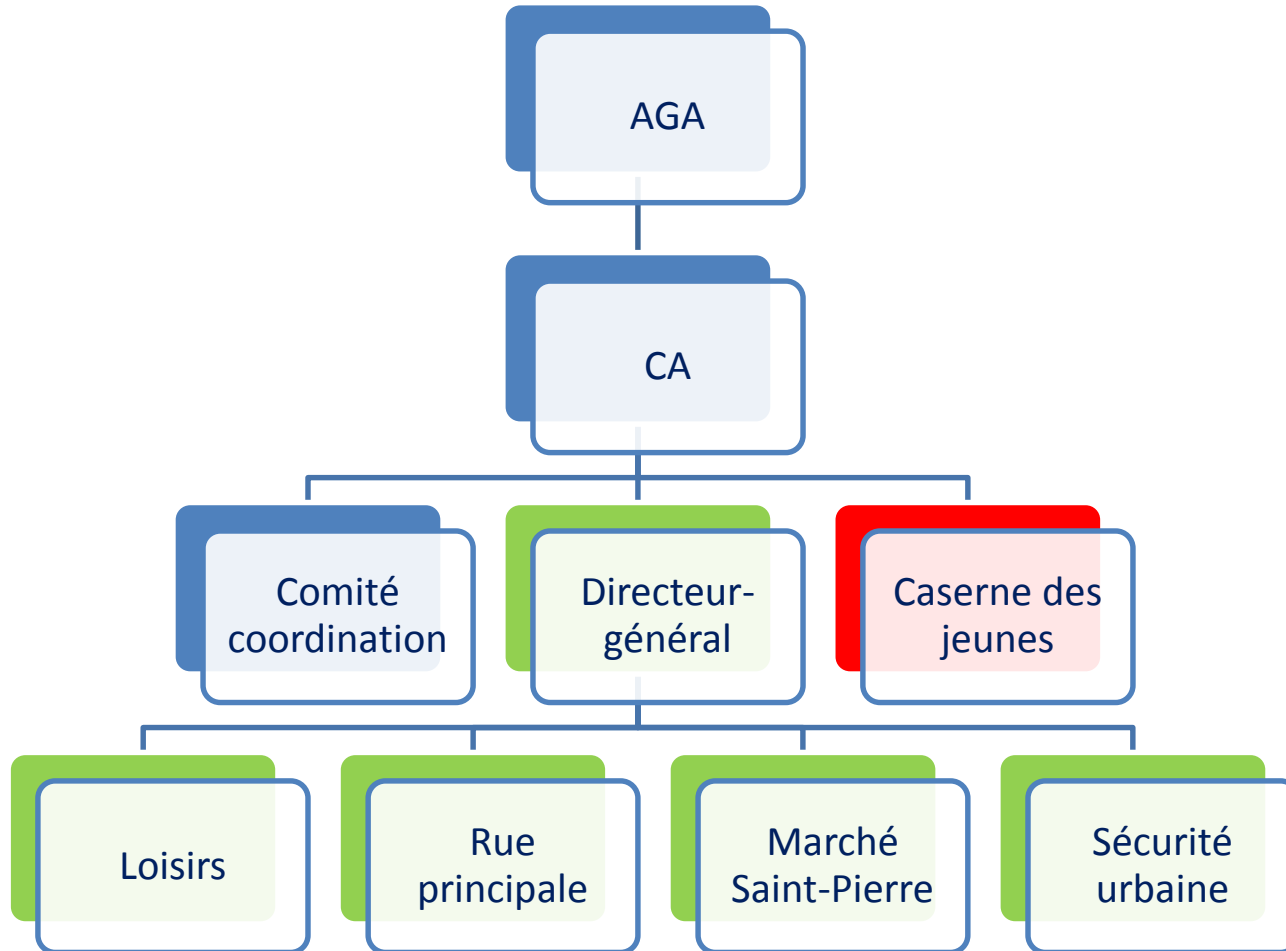 AGA
CA
Comité
coordination
Directeur-
général
Caserne des
jeunes
Loisirs
Rue
principale
Marché
Saint-Pierre
Sécurité
urbaine